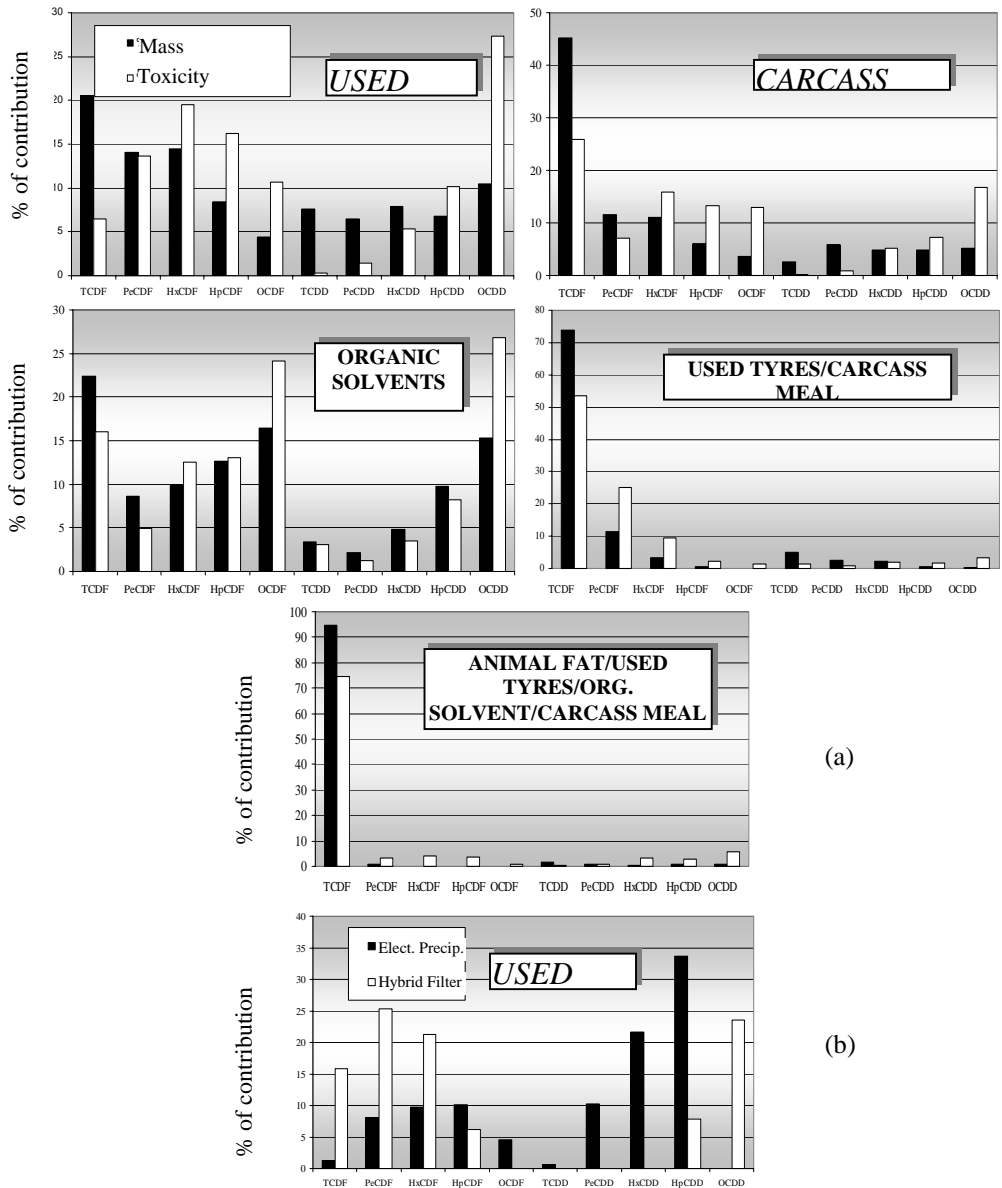 30
25
20
15
10
5
0
‘Mass
Toxicity
USED
% of contribution
TCDF PeCDF HxCDF HpCDF OCDF TCDD PeCDD HxCDD HpCDD OCDD
50
40
30
20
10
0
CARCASS
TCDF PeCDF HxCDF HpCDF OCDF TCDD PeCDD HxCDD HpCDD OCDD
30
25
20
15
10
5
0
ORGANIC
SOLVENTS
% of contribution
TCDF PeCDF HxCDF HpCDF OCDF TCDD PeCDD HxCDD HpCDD OCDD
80
70
60
50
40
30
20
10
0
USED TYRES/CARCASS
MEAL
TCDF PeCDF HxCDF HpCDF OCDF TCDD PeCDD HxCDD HpCDD OCDD
100
90
80
70
60
50
40
30
20
10
0
ANIMAL FAT/USED
TYRES/ORG.
SOLVENT/CARCASS MEAL
% of contribution
TCDF PeCDF HxCDF HpCDF OCDF TCDD PeCDD HxCDD HpCDD OCDD
(a)
40
35
30
25
20
15
10
5
0
Elect. Precip.
Hybrid Filter
USED
% of contribution
TCDF PeCDF HxCDF HpCDF OCDF TCDD PeCDD HxCDD HpCDD OCDD
(b)